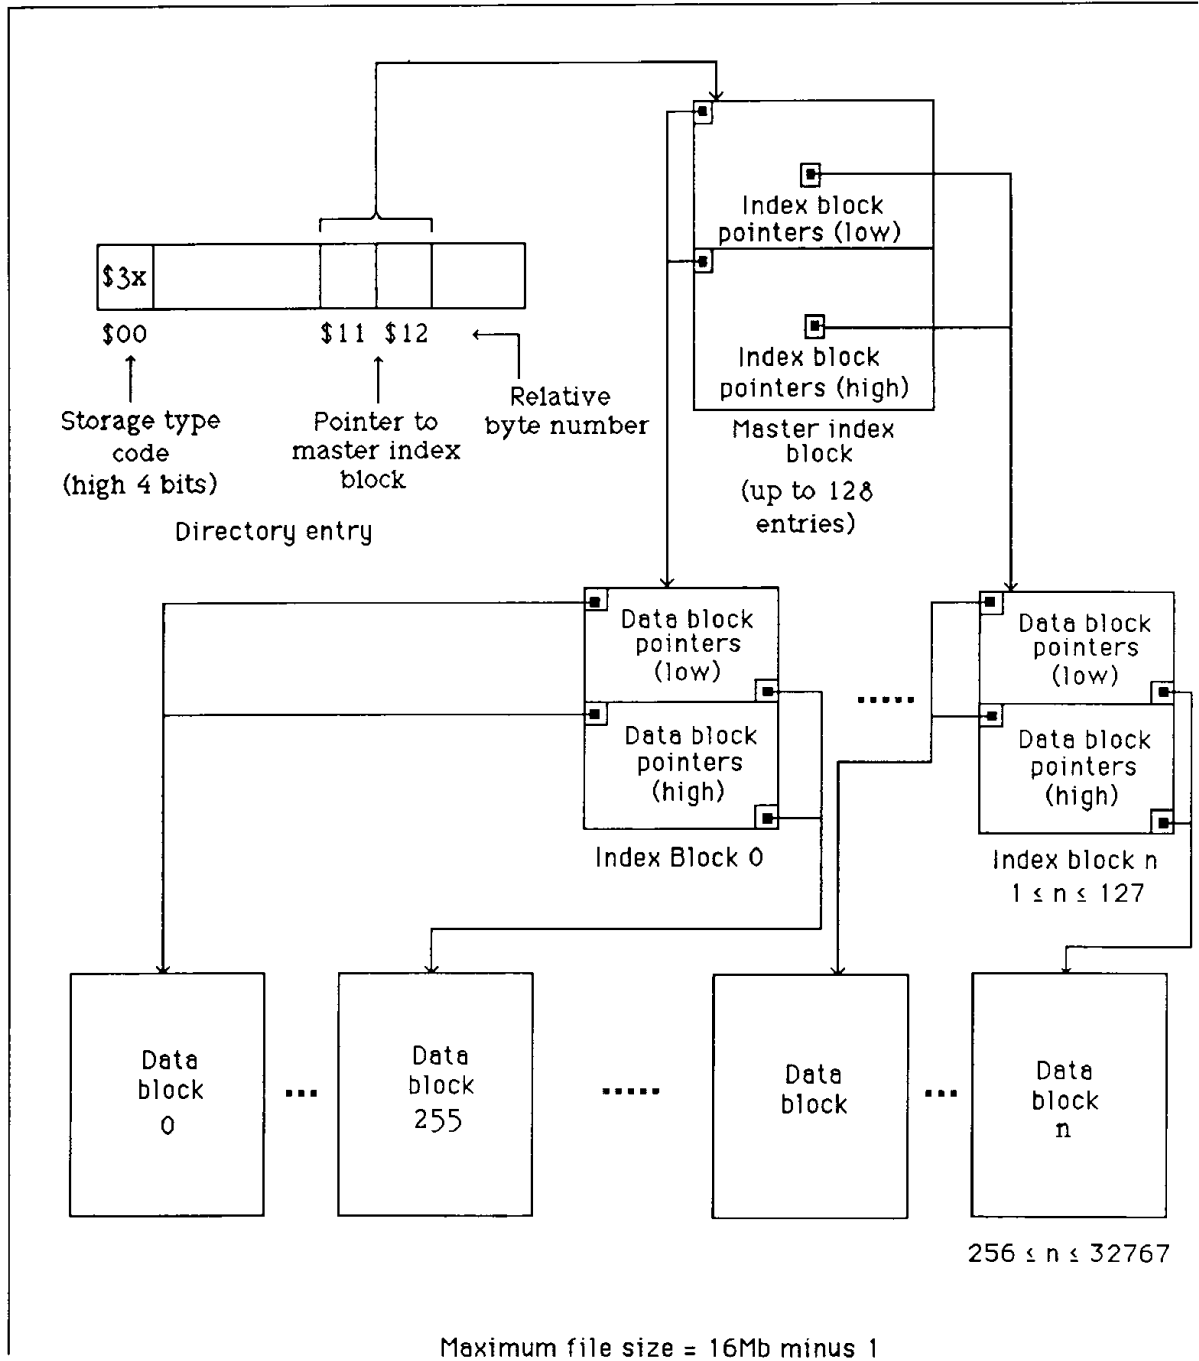 Index block
pointers (low)
$3x
$00
$11 $12
Index block
pointers (high)
Storage type
code
(high 4 bits)
Pointer to
master index
block
Relative
byte number
Directory entry
Master index
block
(up to 128
entries)
Data block
pointers
(low)
Data block
pointers
(high)
Index Block 0
.....
Data block
pointers
(low)
Data block
pointers
(high)
Index block n
1 ≤ n ≤ 127
Data
block
0
...
Data
block
255
.....
Data
block
...
Data
block
n
256 ≤ n ≤ 32767
Maximum file size = 16Mb minus 1